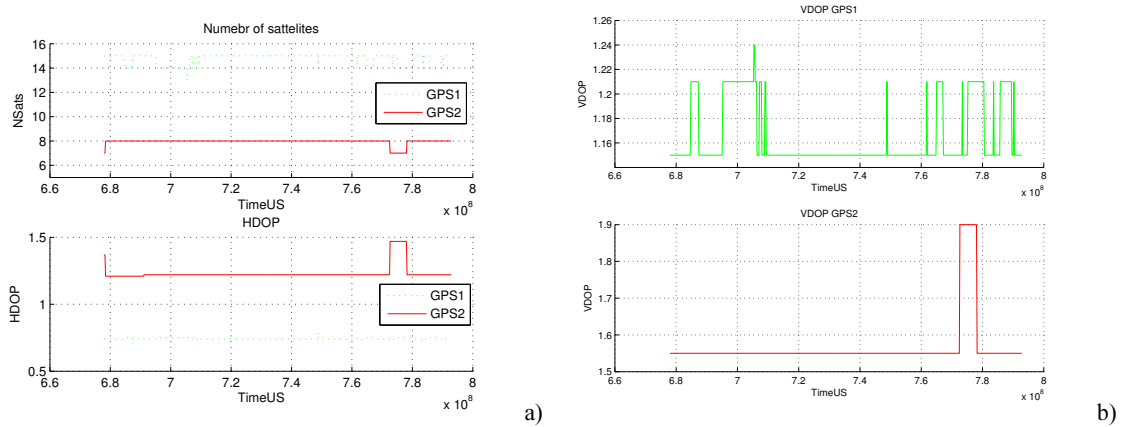 Numebr of sattelites
NSats
16
14
12
10
8
6
GPS1
GPS2
6.6 6.8 7 7.2 7.4 7.6 7.8 8
TimeUS
x 10^8
HDOP
HDOP
1.5
1
0.5
GPS1
GPS2
6.6 6.8 7 7.2 7.4 7.6 7.8 8
TimeUS
x 10^8
a)
VDOP GPS1
VDOP
1.26
1.24
1.22
1.2
1.18
1.16
1.14
6.6 6.8 7 7.2 7.4 7.6 7.8 8
TimeUS
x 10^8
VDOP GPS2
VDOP
1.9
1.8
1.7
1.6
1.5
6.6 6.8 7 7.2 7.4 7.6 7.8 8
TimeUS
x 10^8
b)